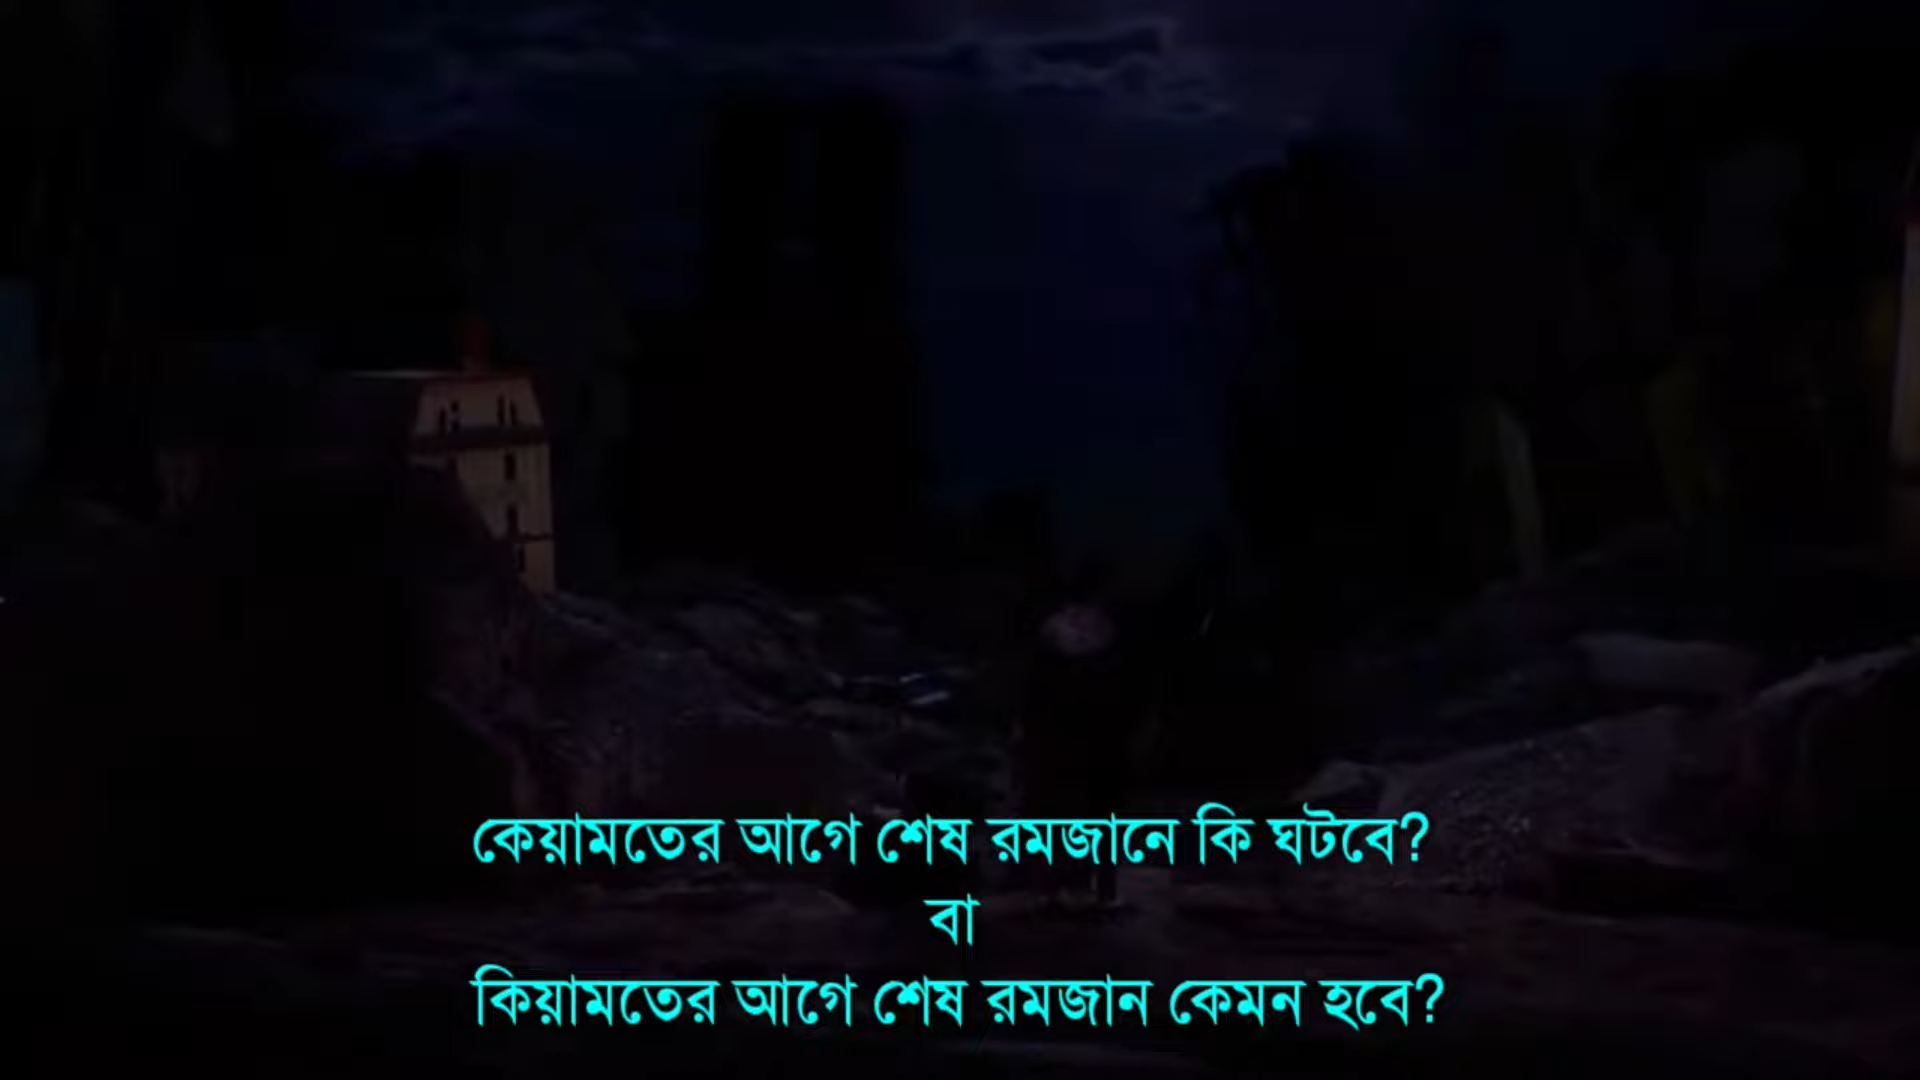 কেয়ামতের আগে শেষ রমজানে কি ঘটবে?
বা
কিয়ামতের আগে শেষ রমজান কেমন হবে?